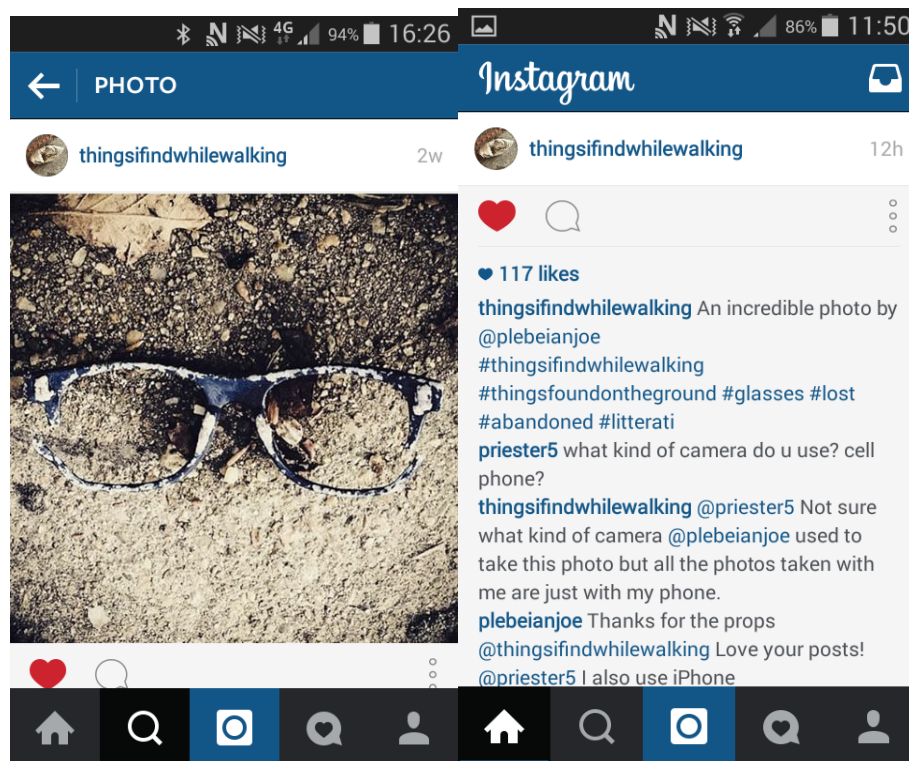 94% 16:26
PHOTO
thingsifindwhilewalking 2w
4G
86% 11:50
Instagram
thingsifindwhilewalking 12h
117 likes
thingsifindwhilewalking An incredible photo by
@plebeianjoe
#thingsifindwhilewalking
#thingsfoundontheground #glasses #lost
#abandoned #litterati
priester5 what kind of camera do u use? cell
phone?
thingsifindwhilewalking @priester5 Not sure
what kind of camera @plebeianjoe used to
take this photo but all the photos taken with
me are just with my phone.
plebeianjoe Thanks for the props
@thingsifindwhilewalking Love your posts!
@priester5 I also use iPhone